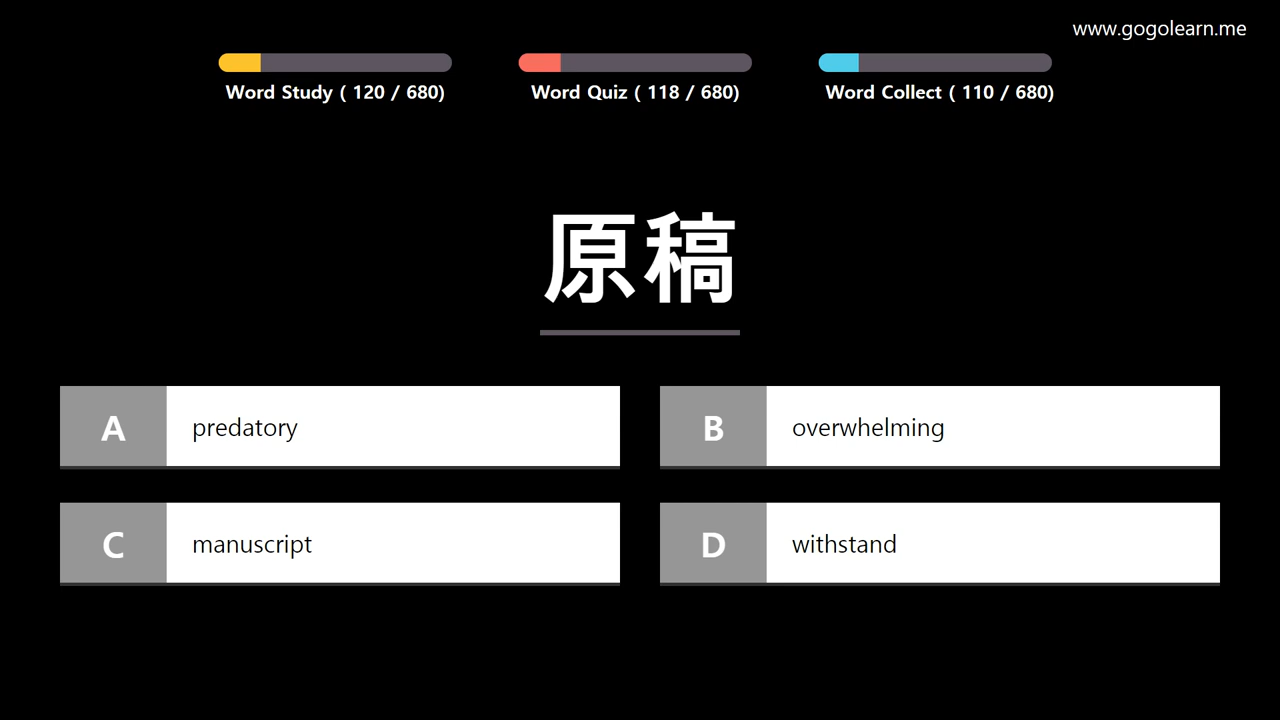 www.gogolearn.me
Word Study ( 120 / 680)
Word Quiz ( 118 / 680)
Word Collect ( 110 / 680)
原稿
A predatory
B overwhelming
C manuscript
D withstand